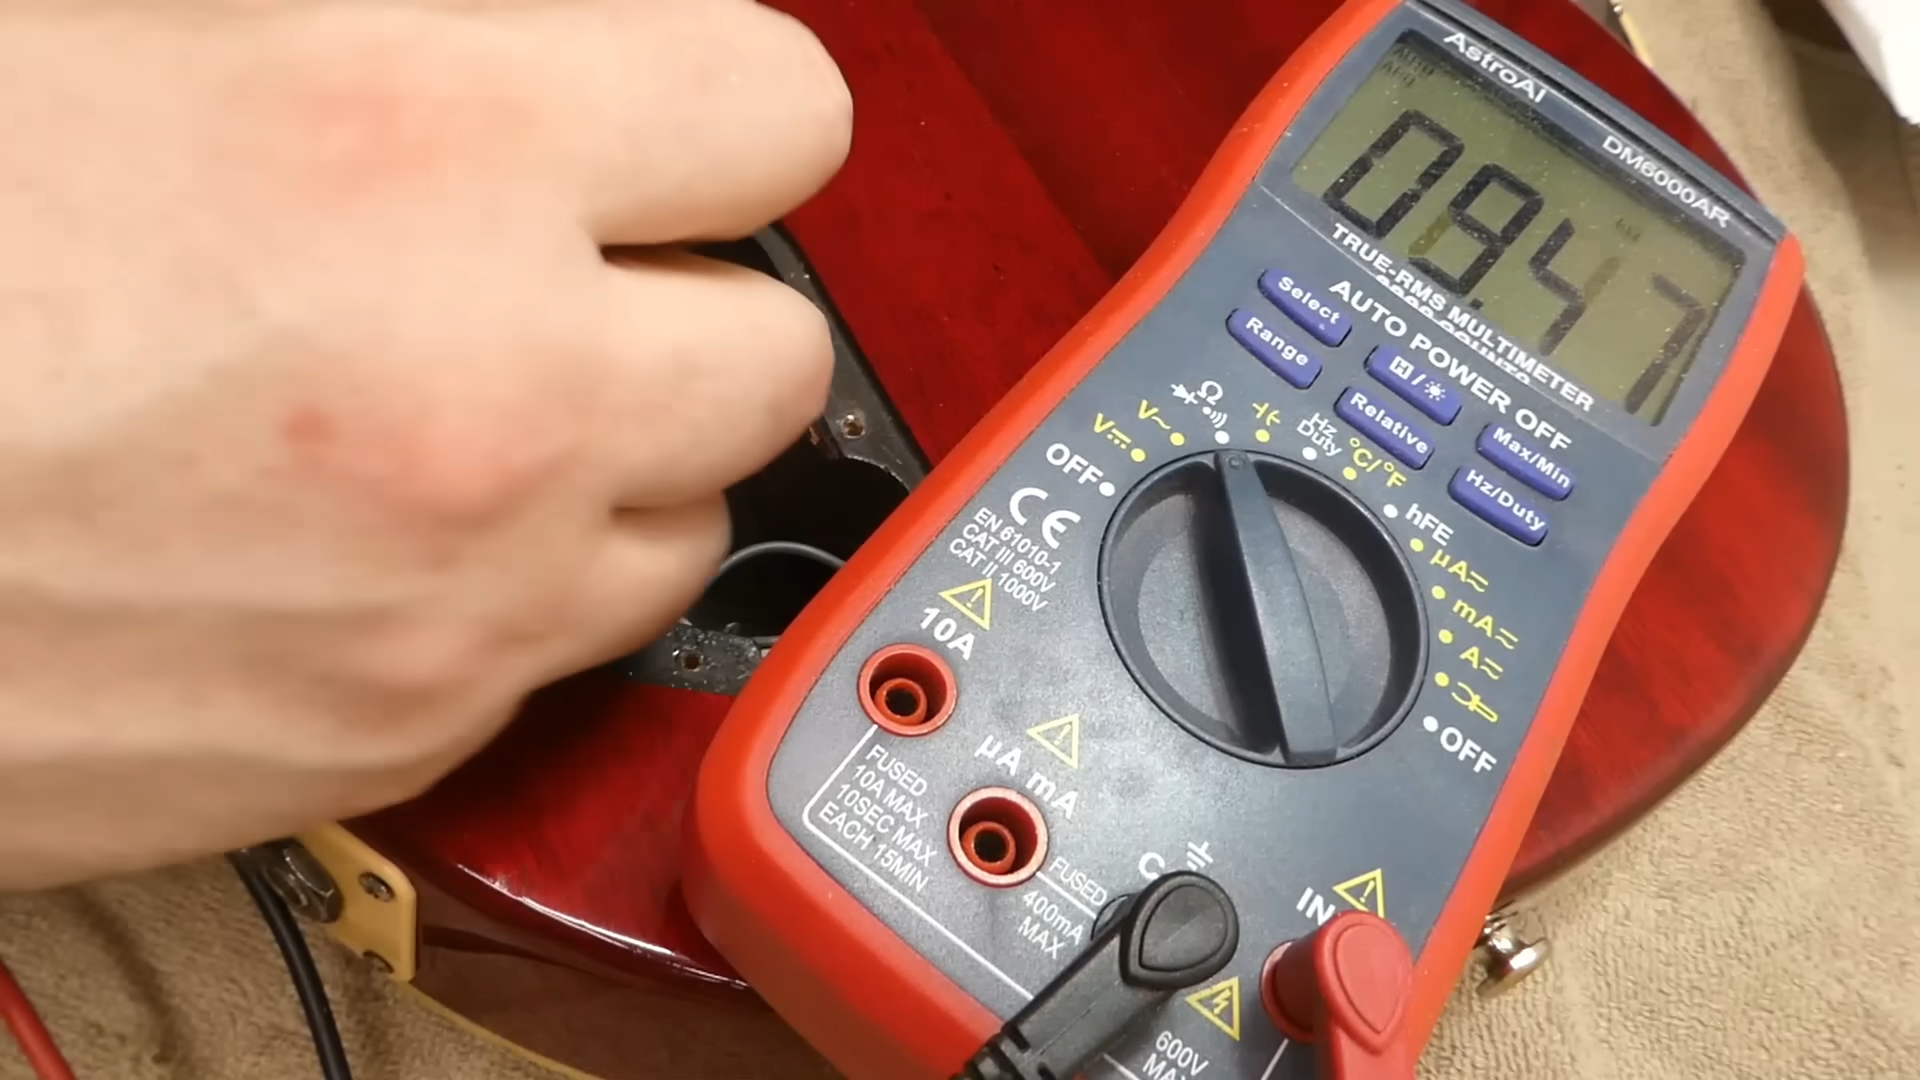 AstroAI
DM6000AR
09.47
TRUE-RMS MULTIMETER
AUTO POWER OFF
Select
Range
H/
Relative
Max/Min
Hz/Duty
OFF
V
V~
Ω
Hz
Duty
°C/°F
hFE
µA
mA
A
OFF
CE
EN 61010-1
CAT III 600V
CAT II 1000V
10A
µA mA
FUSED
10A MAX
10SEC MAX
EACH 15MIN
FUSED
400mA
MAX
600V